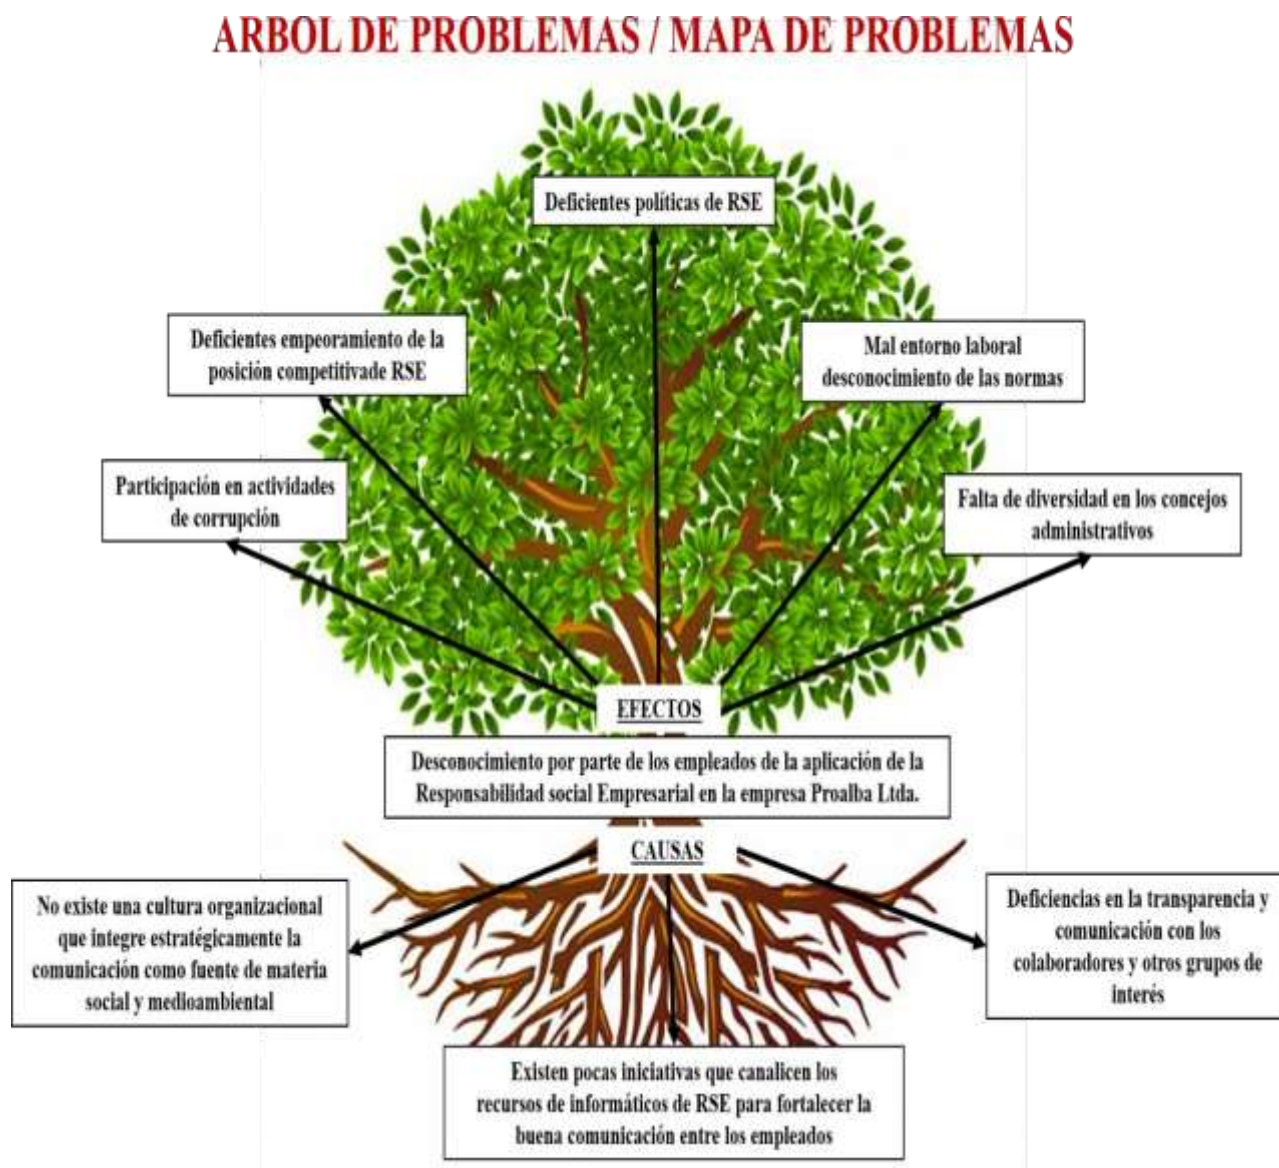 ARBOL DE PROBLEMAS / MAPA DE PROBLEMAS
Deficientes políticas de RSE
Deficientes empeoramiento de la
posición competitivade RSE
Mal entorno laboral
desconocimiento de las normas
Participación en actividades
de corrupción
Falta de diversidad en los concejos
administrativos
EFECTOS
Desconocimiento por parte de los empleados de la aplicación de la
Responsabilidad social Empresarial en la empresa Proalba Ltda.
CAUSAS
No existe una cultura organizacional
que integre estratégicamente la
comunicación como fuente de materia
social y medioambiental
Deficiencias en la transparencia y
comunicación con los
colaboradores y otros grupos de
interés
Existen pocas iniciativas que canalicen los
recursos de informáticos de RSE para fortalecer la
buena comunicación entre los empleados